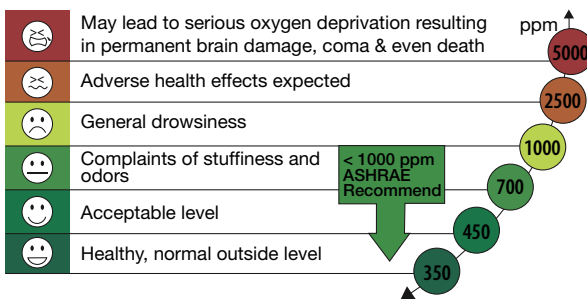 ppm
May lead to serious oxygen deprivation resulting
in permanent brain damage, coma & even death
5000
Adverse health effects expected
2500
General drowsiness
1000
Complaints of stuffiness and
odors
< 1000 ppm
ASHRAE
Recommend
700
Acceptable level
450
Healthy, normal outside level
350